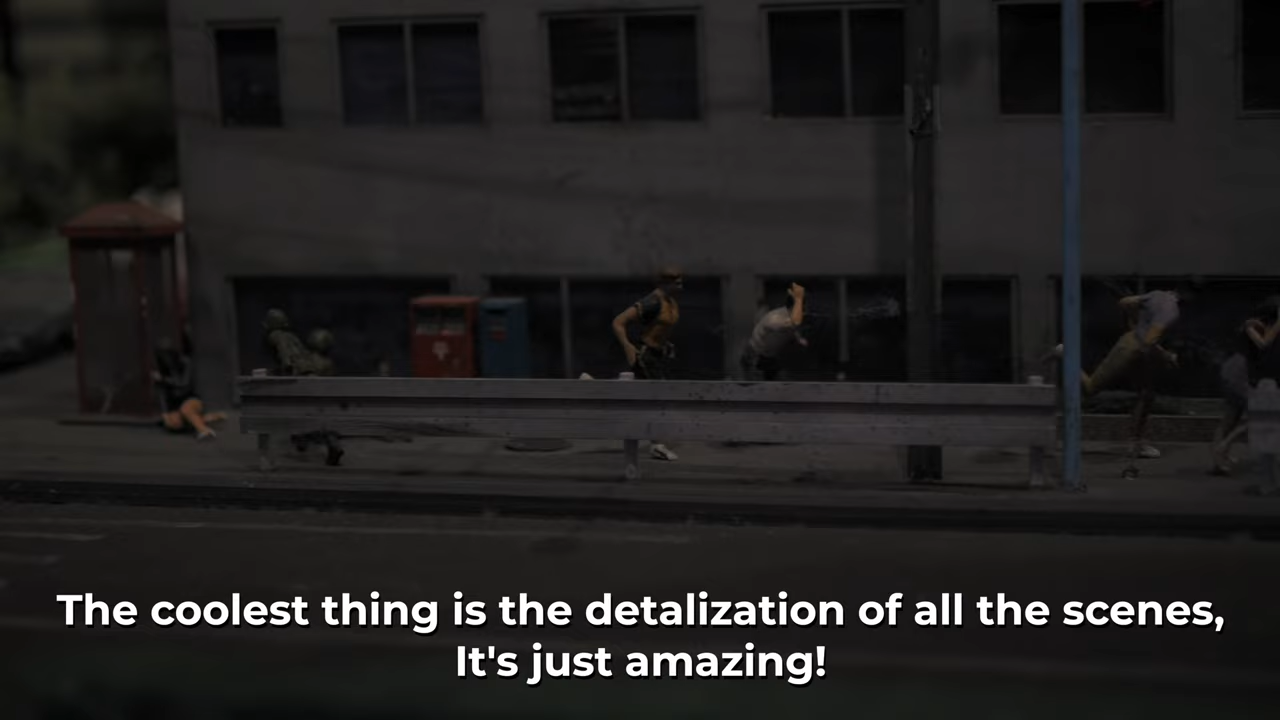 The coolest thing is the detalization of all the scenes,
It's just amazing!